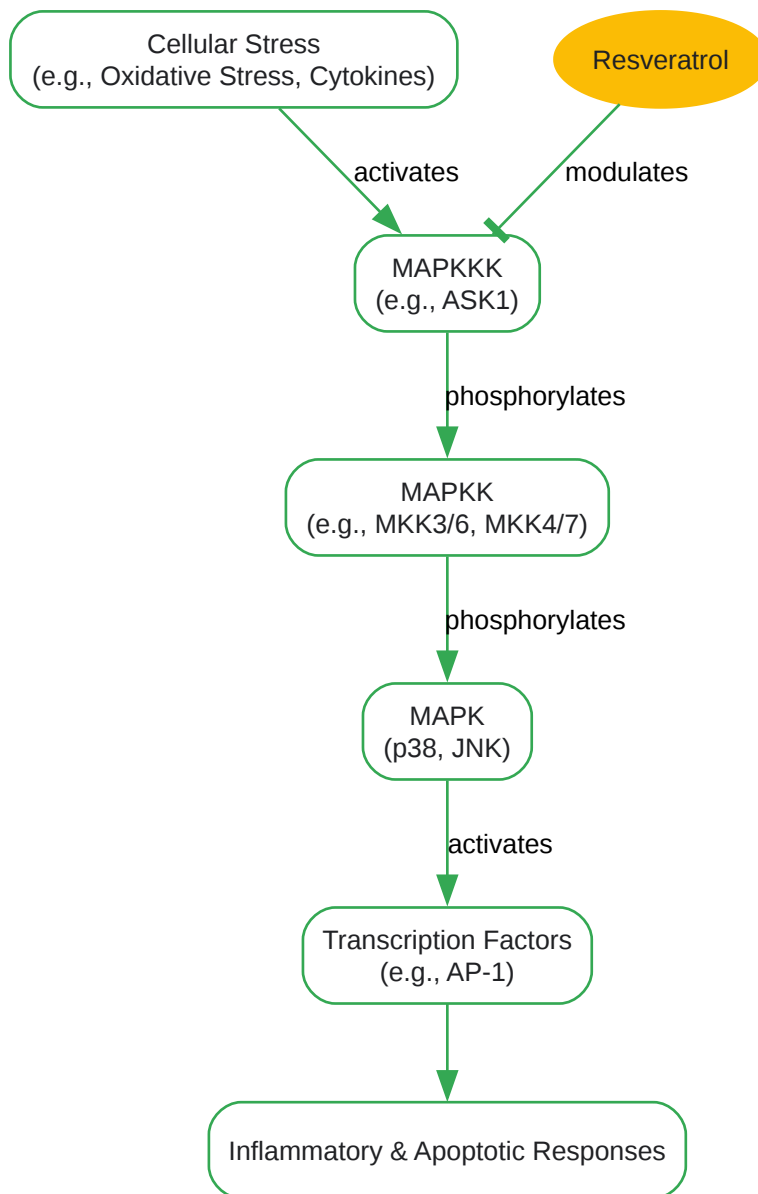 Cellular Stress
(e.g., Oxidative Stress, Cytokines)
Resveratrol
activates
modulates
MAPKKK
(e.g., ASK1)
phosphorylates
MAPKK
(e.g., MKK3/6, MKK4/7)
phosphorylates
MAPK
(p38, JNK)
activates
Transcription Factors
(e.g., AP-1)
Inflammatory & Apoptotic Responses